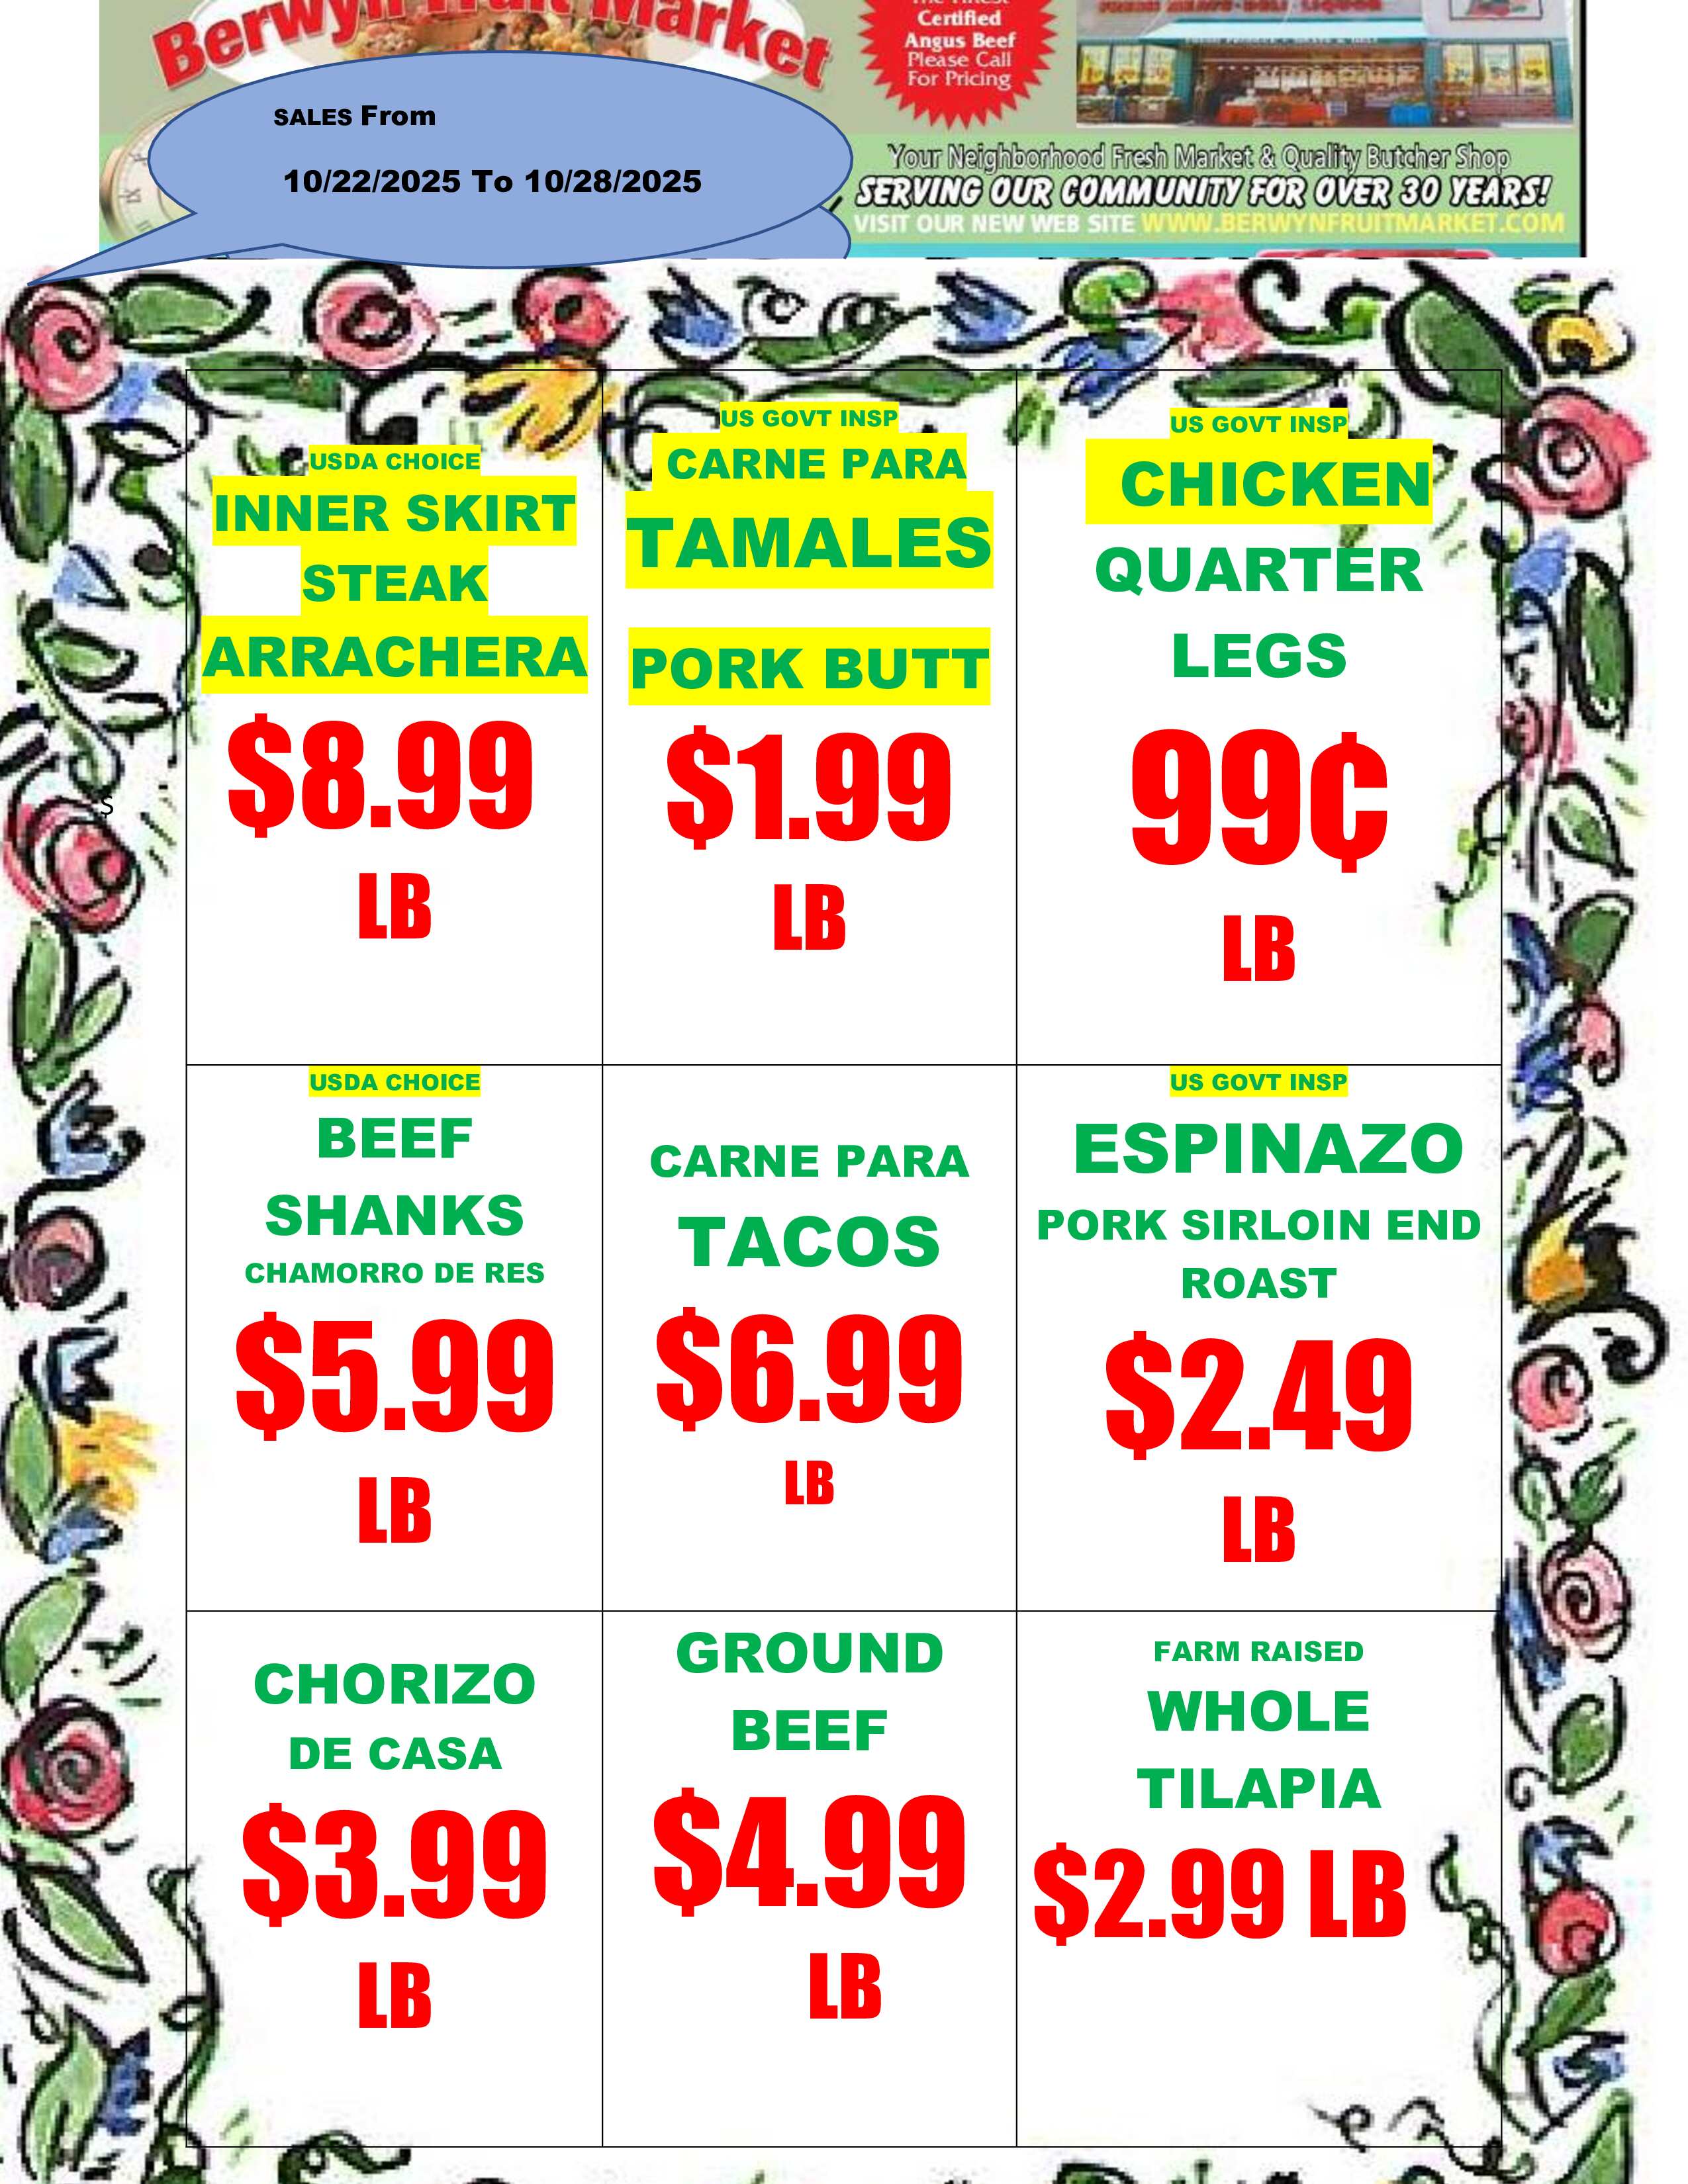 Berwyn Fruit Market
Certified
Angus Beef
Please Call
For Pricing
SALES From
10/22/2025 To 10/28/2025
Your Neighborhood Fresh Market & Quality Butcher Shop
SERVING OUR COMMUNITY FOR OVER 30 YEARS!
VISIT OUR NEW WEB SITE WWW.BERWYNFRUITMARKET.COM
USDA CHOICE
INNER SKIRT
STEAK
ARRACHERA
$8.99
LB
US GOVT INSP
CARNE PARA
TAMALES
PORK BUTT
$1.99
LB
US GOVT INSP
CHICKEN
QUARTER
LEGS
99¢
LB
$
USDA CHOICE
BEEF
SHANKS
CHAMORRO DE RES
$5.99
LB
CARNE PARA
TACOS
$6.99
LB
US GOVT INSP
ESPINAZO
PORK SIRLOIN END
ROAST
$2.49
LB
CHORIZO
DE CASA
$3.99
LB
GROUND
BEEF
$4.99
LB
FARM RAISED
WHOLE
TILAPIA
$2.99 LB